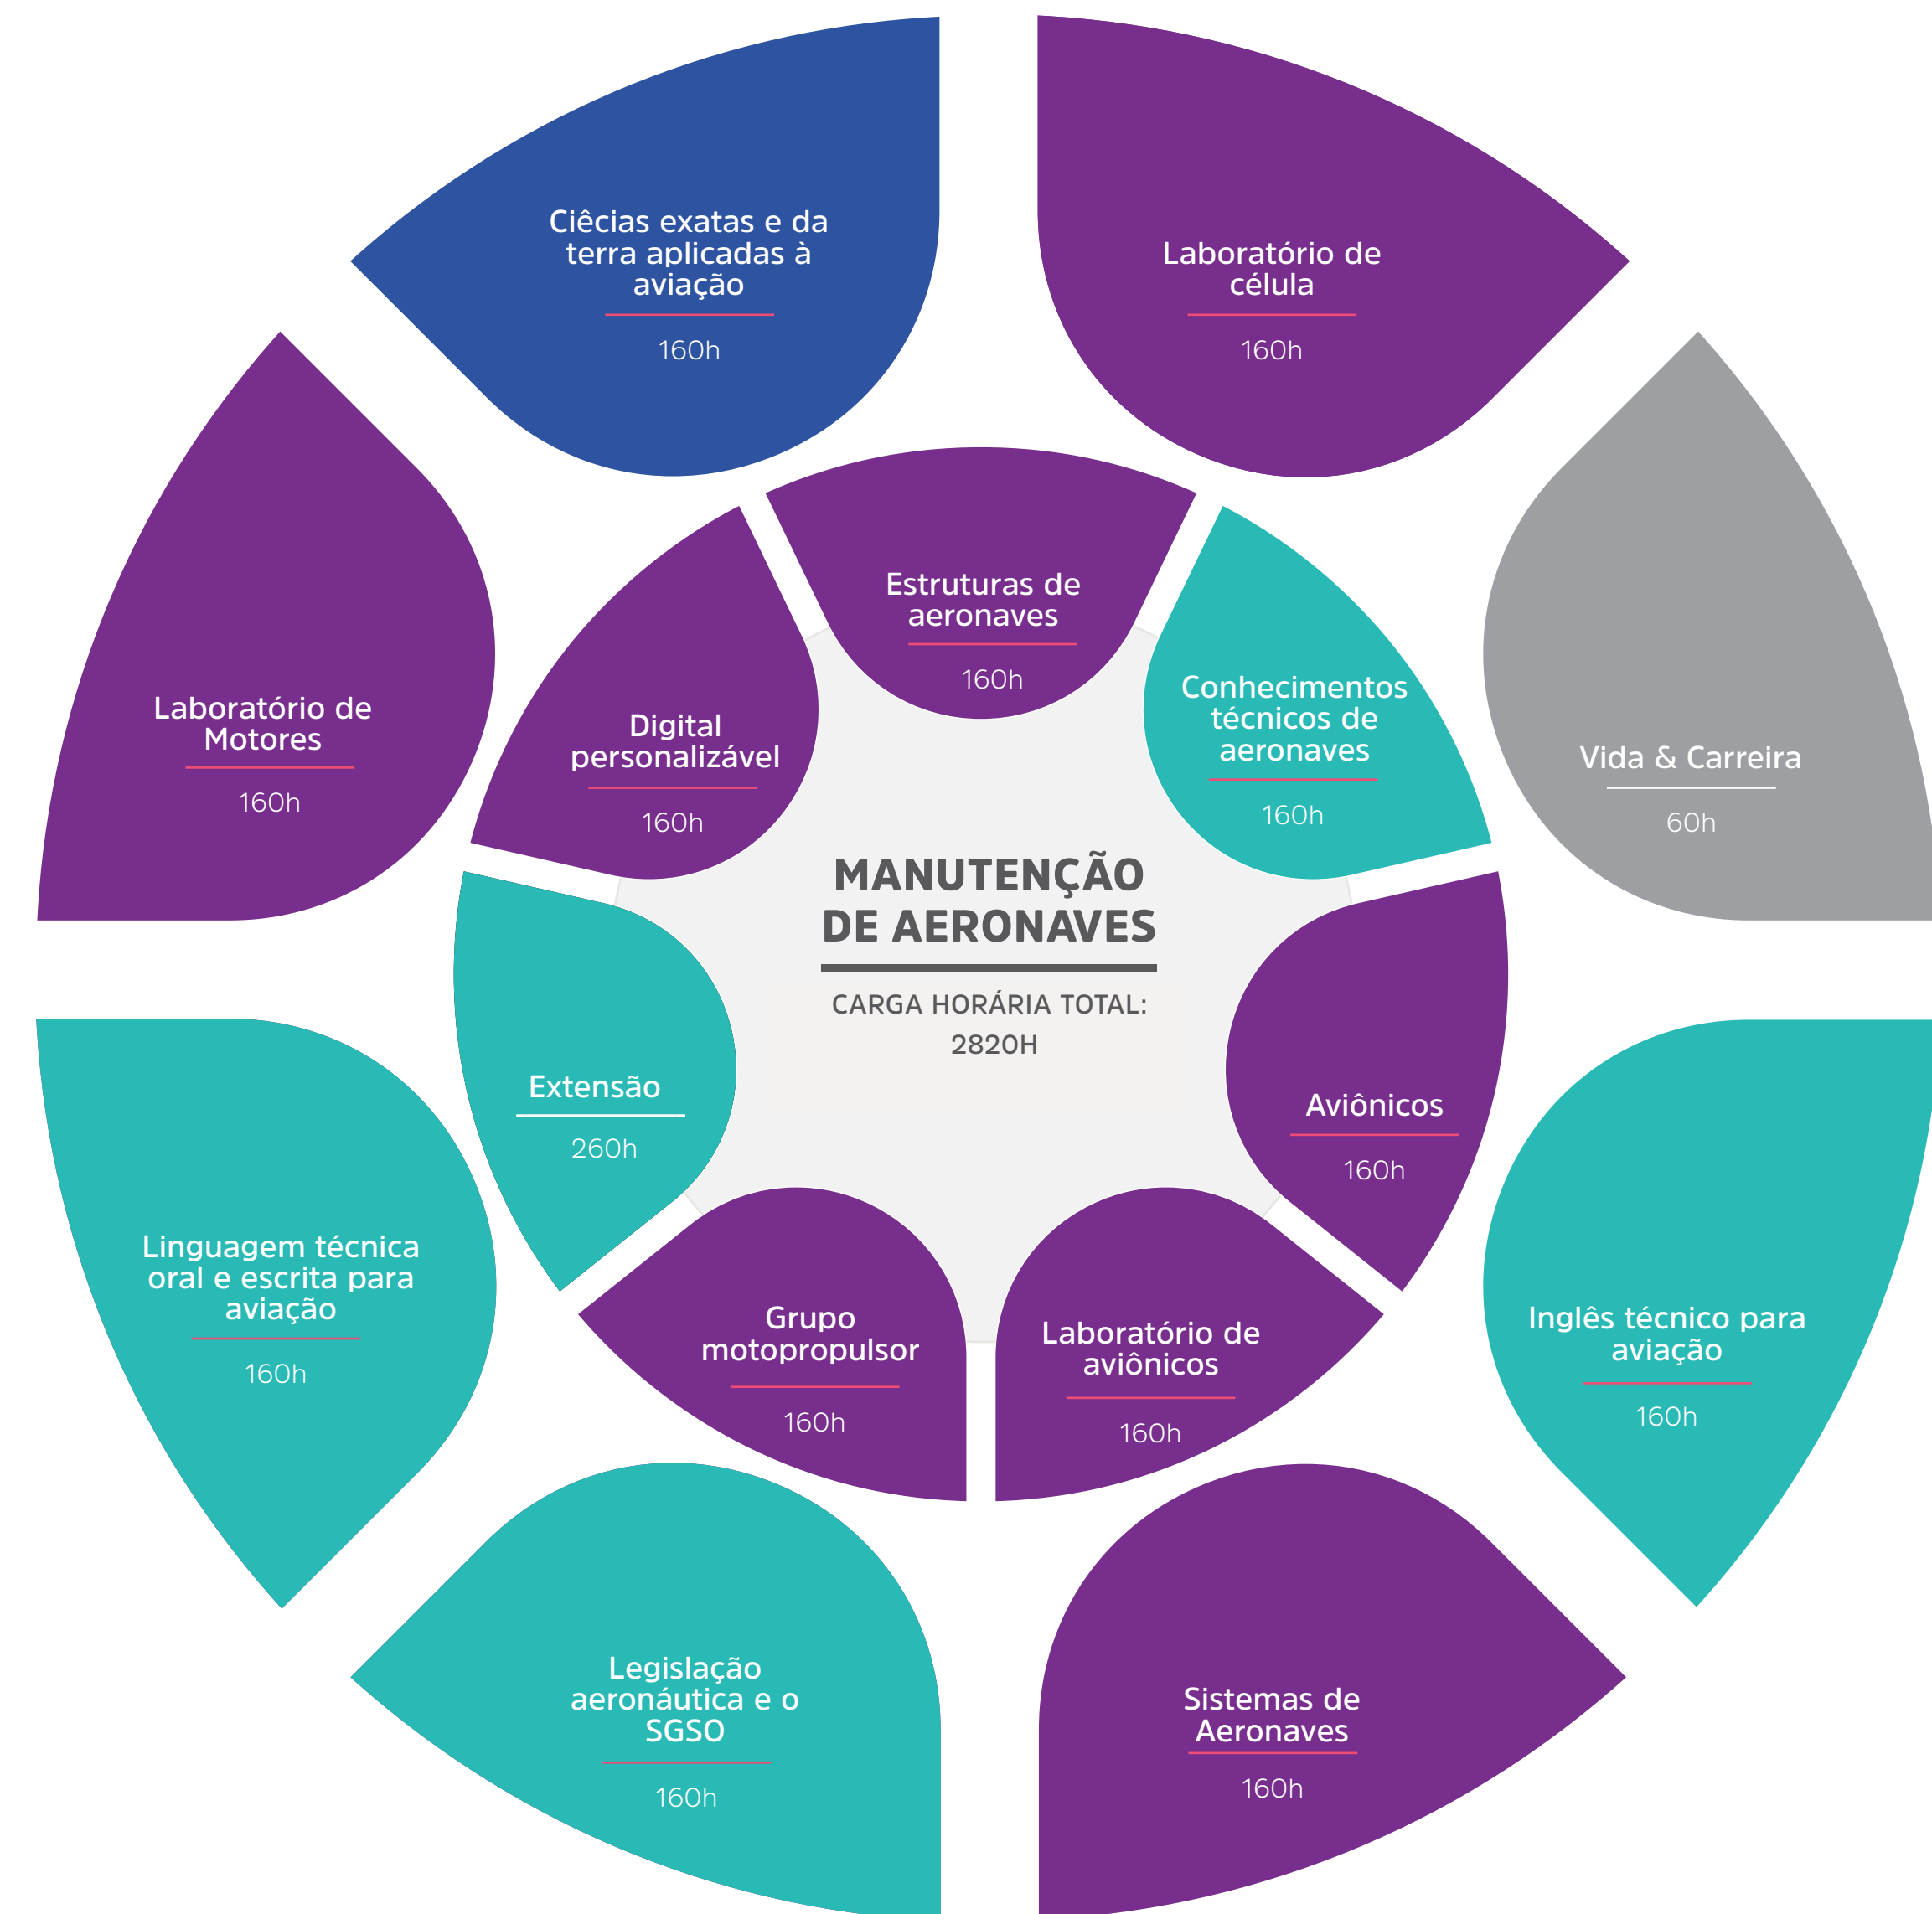 Ciêcias exatas e da
terra aplicadas à
aviação
160h
Laboratório de
célula
160h
Estruturas de
aeronaves
160h
Conhecimentos
técnicos de
aeronaves
160h
Laboratório de
Motores
160h
Digital
personalizável
160h
Vida & Carreira
60h
MANUTENÇÃO
DE AERONAVES
CARGA HORÁRIA TOTAL:
2820H
Extensão
260h
Aviônicos
160h
Linguagem técnica
oral e escrita para
aviação
160h
Grupo
motopropulsor
160h
Laboratório de
aviônicos
160h
Inglês técnico para
aviação
160h
Legislação
aeronáutica e o
SGSO
160h
Sistemas de
Aeronaves
160h